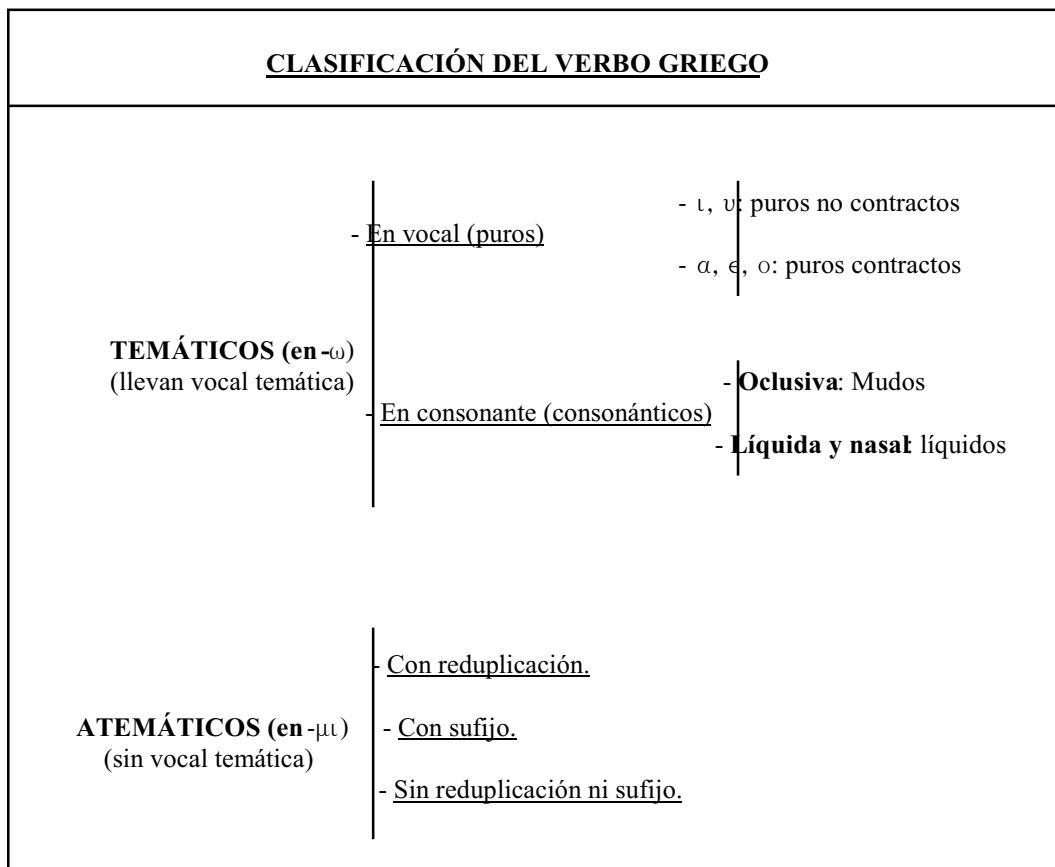 CLASIFICACIÓN DEL VERBO GRIEGO
- ι, υ: puros no contractos
- En vocal (puros)
- α, ε, ο: puros contractos
TEMÁTICOS (en -ω)
(llevan vocal temática)
- Oclusiva: Mudos
- En consonante (consonánticos)
- Líquida y nasal: líquidos
- Con reduplicación.
ATEMÁTICOS (en -μι)
- Con sufijo.
(sin vocal temática)
- Sin reduplicación ni sufijo.